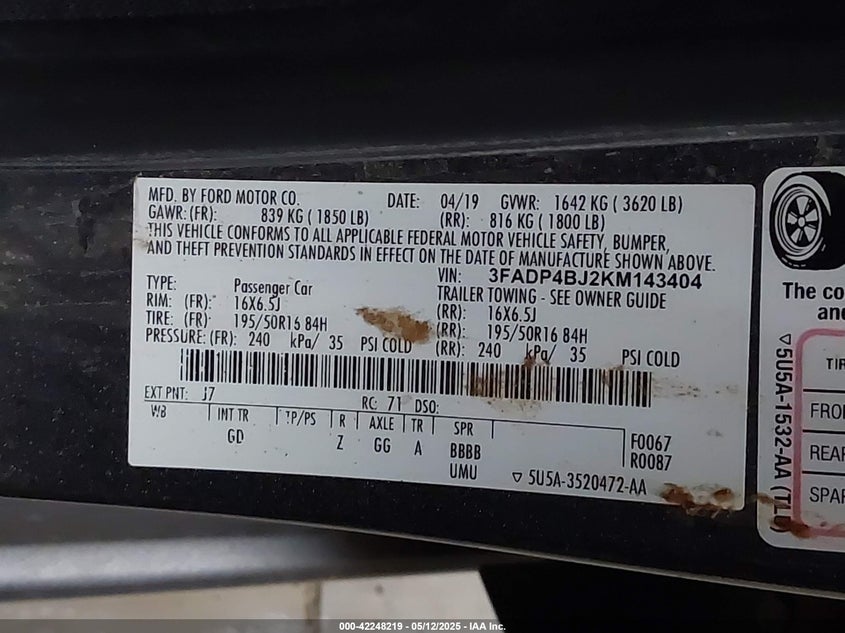 MFD. BY FORD MOTOR CO. DATE: 04/19 GVWR: 1642 KG ( 3620 LB)
GAWR: (FR): 839 KG ( 1850 LB) (RR): 816 KG ( 1800 LB)
THIS VEHICLE CONFORMS TO ALL APPLICABLE FEDERAL MOTOR VEHICLE SAFETY, BUMPER,
AND THEFT PREVENTION STANDARDS IN EFFECT ON THE DATE OF MANUFACTURE SHOWN ABOVE.
VIN: 3FADP4BJ2KM143404
TYPE: Passenger Car TRAILER TOWING - SEE OWNER GUIDE
RIM: (FR): 16X6.5J (RR): 16X6.5J
TIRE: (FR): 195/50R16 84H (RR): 195/50R16 84H
PRESSURE: (FR): 240 kPa/ 35 PSI COLD (RR): 240 kPa/ 35 PSI COLD
EXT PNT: J7 RC: 71 DSO:
WB INT TR TP/PS R AXLE TR SPR
GD Z GG A BBBB
UMU
F0067
R0087
▽ 5U5A-3520472-AA
The co
an
▽5U5A-1532-AA (TLD)
TIR
FRO
REAR
SPAR
000-42248219 - 05/12/2025 - IAA Inc.